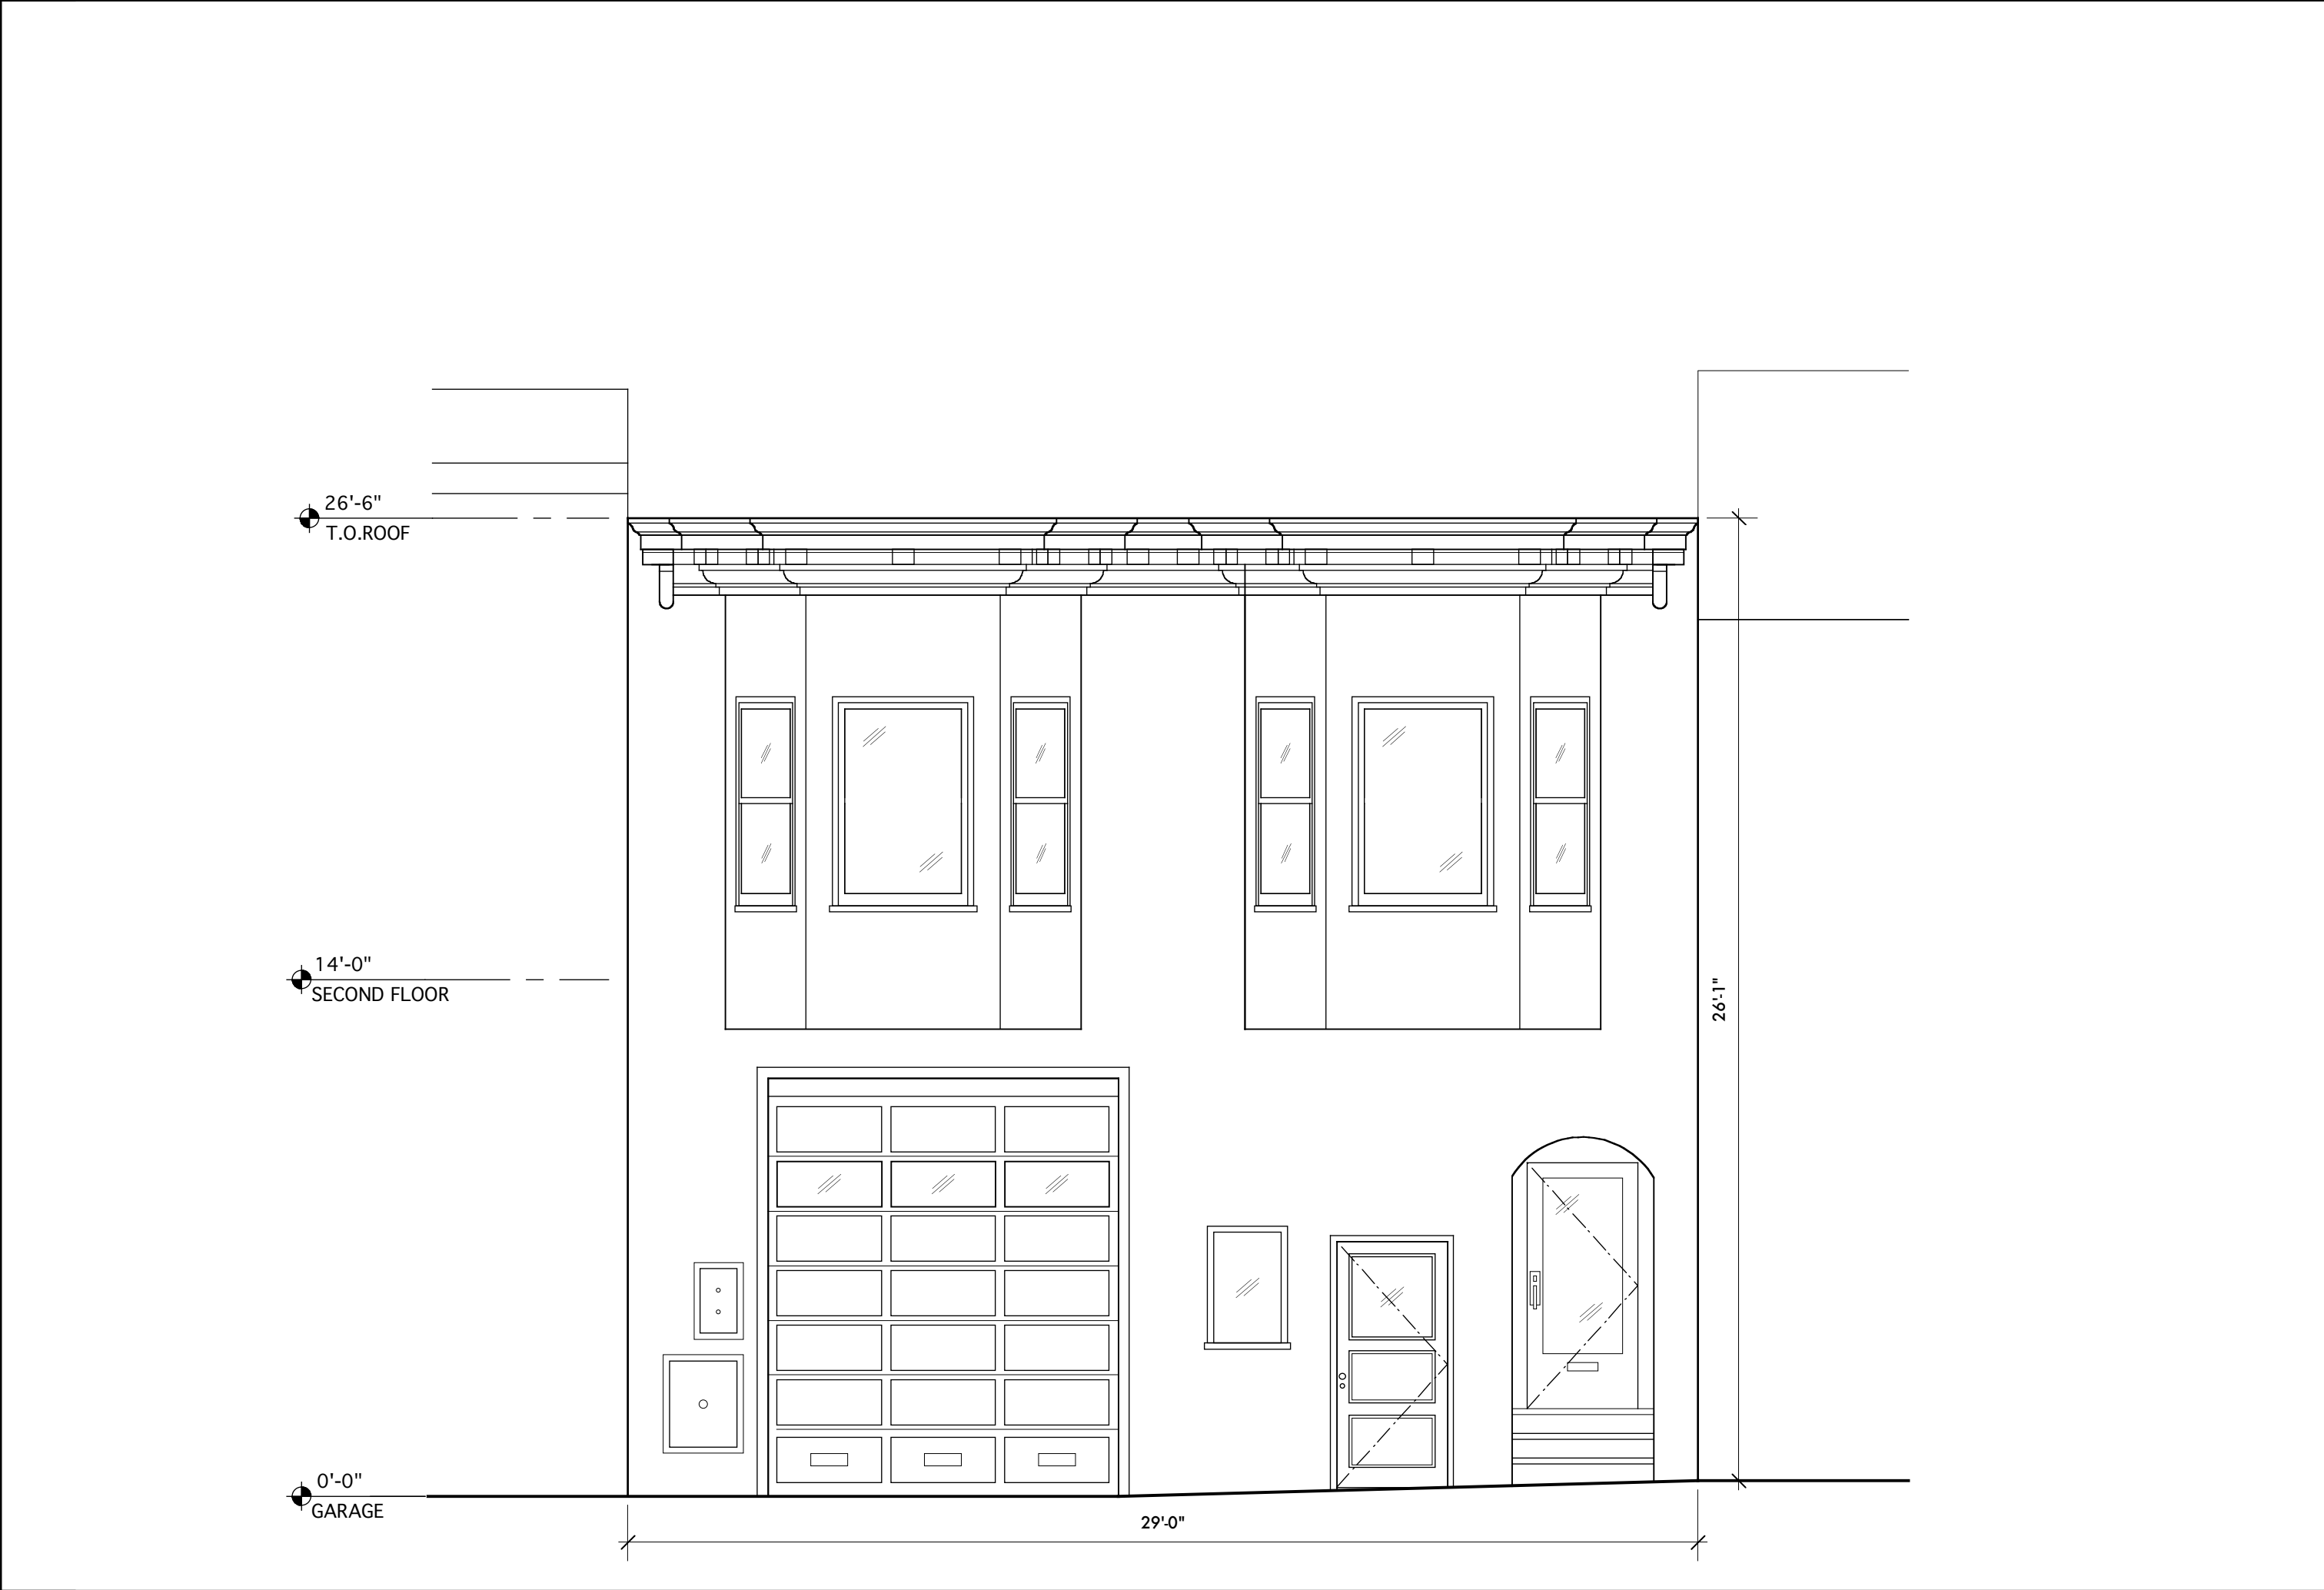 26'-6"
T.O.ROOF
14'-0"
SECOND FLOOR
26'-1"
0'-0"
GARAGE
29'-0"